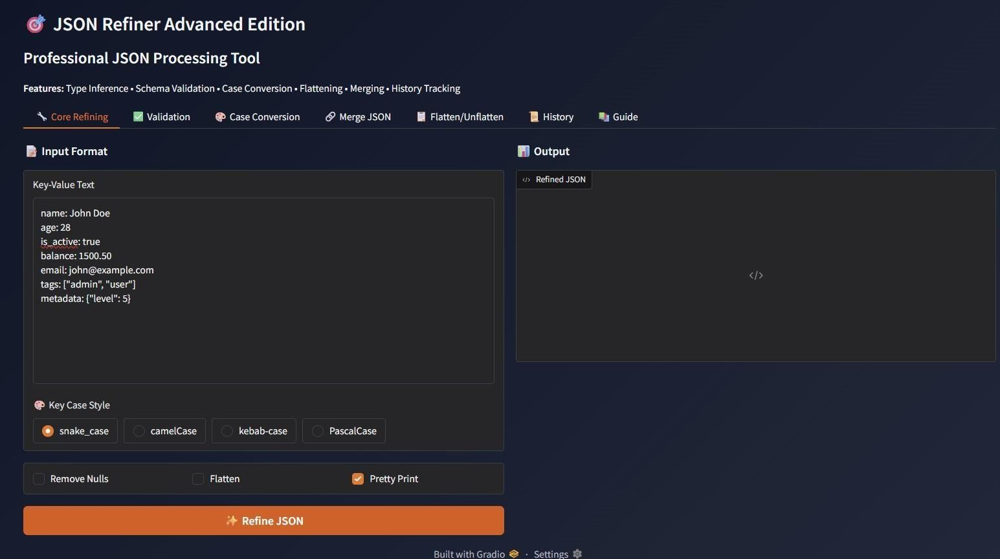 JSON Refiner Advanced Edition
Professional JSON Processing Tool
Features: Type Inference • Schema Validation • Case Conversion • Flattening • Merging • History Tracking
Core Refining Validation Case Conversion Merge JSON Flatten/Unflatten History Guide
Input Format
Key-Value Text
name: John Doe
age: 28
is_active: true
balance: 1500.50
email: john@example.com
tags: ["admin", "user"]
metadata: {"level": 5}
Key Case Style
snake_case camelCase kebab-case PascalCase
Remove Nulls Flatten Pretty Print
✨ Refine JSON
Output
</> Refined JSON
</>
Built with Gradio · Settings